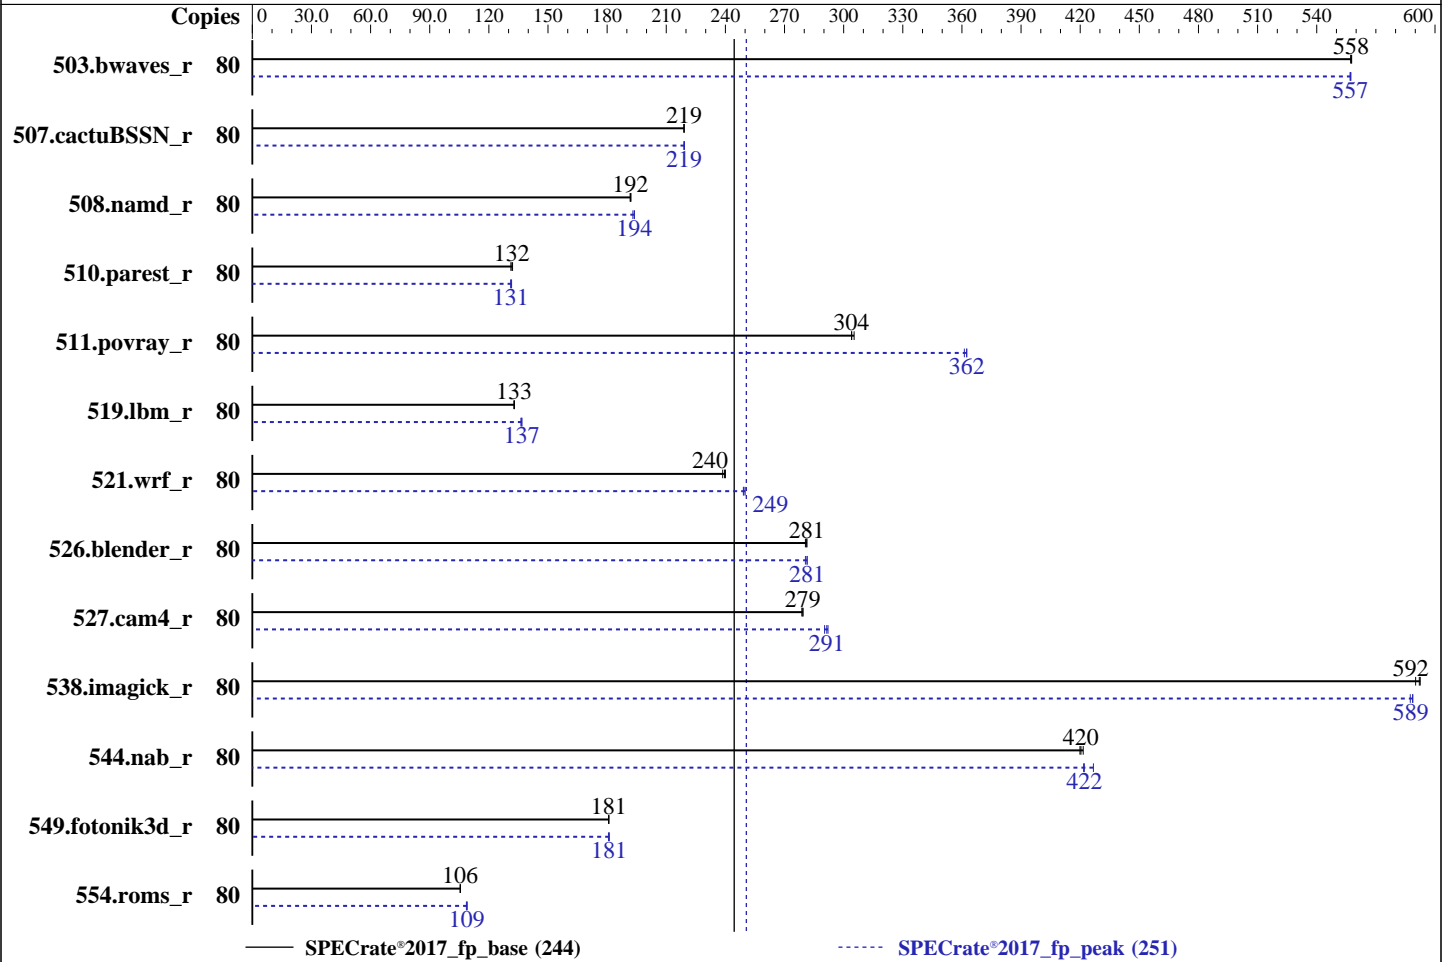 Copies 0 30.0 60.0 90.0 120 150 180 210 240 270 300 330 360 390 420 450 480 510 540 600
558
503.bwaves_r 80
557
219
507.cactuBSSN_r 80
219
192
508.namd_r 80
194
132
510.parest_r 80
131
304
511.povray_r 80
362
133
519.lbm_r 80
137
240
521.wrf_r 80
249
281
526.blender_r 80
281
279
527.cam4_r 80
291
592
538.imagick_r 80
589
420
544.nab_r 80
422
181
549.fotonik3d_r 80
181
106
554.roms_r 80
109
SPECrate®2017_fp_base (244) SPECrate®2017_fp_peak (251)